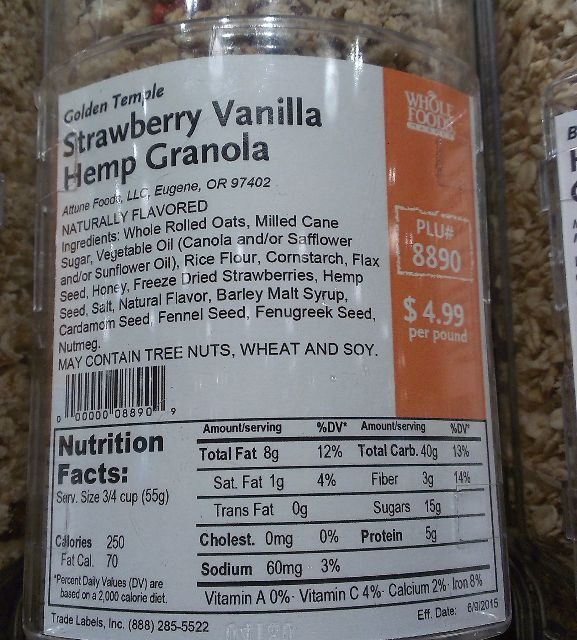 Golden Temple
Strawberry Vanilla
Hemp Granola
Attune Foods, LLC, Eugene, OR 97402
NATURALLY FLAVORED
Ingredients: Whole Rolled Oats, Milled Cane
Sugar, Vegetable Oil (Canola and/or Safflower
and/or Sunflower Oil), Rice Flour, Cornstarch, Flax
Seed, Honey, Freeze Dried Strawberries, Hemp
Seed, Salt, Natural Flavor, Barley Malt Syrup,
Cardamom Seed, Fennel Seed, Fenugreek Seed,
Nutmeg.
MAY CONTAIN TREE NUTS, WHEAT AND SOY.
0 00000 08890 9
WHOLE
FOODS
MARKET
PLU#
8890
$ 4.99
per pound
Nutrition
Facts:
Serv. Size 3/4 cup (55g)
Calories 250
Fat Cal. 70
*Percent Daily Values (DV) are
based on a 2,000 calorie diet.
Amount/serving %DV* Amount/serving %DV*
Total Fat 8g 12% Total Carb. 40g 13%
Sat. Fat 1g 4% Fiber 3g 14%
Trans Fat 0g Sugars 15g
Cholest. 0mg 0% Protein 5g
Sodium 60mg 3%
Vitamin A 0% · Vitamin C 4% · Calcium 2% · Iron 8%
Trade Labels, Inc. (888) 285-5522
Eff. Date: 6/9/2015